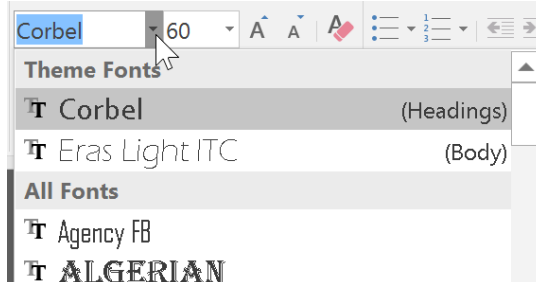 Corbel 60 A A 1 2 3
Theme Fonts
Corbel (Headings)
Eras Light ITC (Body)
All Fonts
Agency FB
ALGERIAN